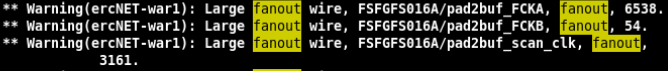 ** Warning(ercNET-war1): Large fanout wire, FSFGFS016A/pad2buf_FCKA, fanout, 6538.
** Warning(ercNET-war1): Large fanout wire, FSFGFS016A/pad2buf_FCKB, fanout, 54.
** Warning(ercNET-war1): Large fanout wire, FSFGFS016A/pad2buf_scan_clk, fanout,
3161.